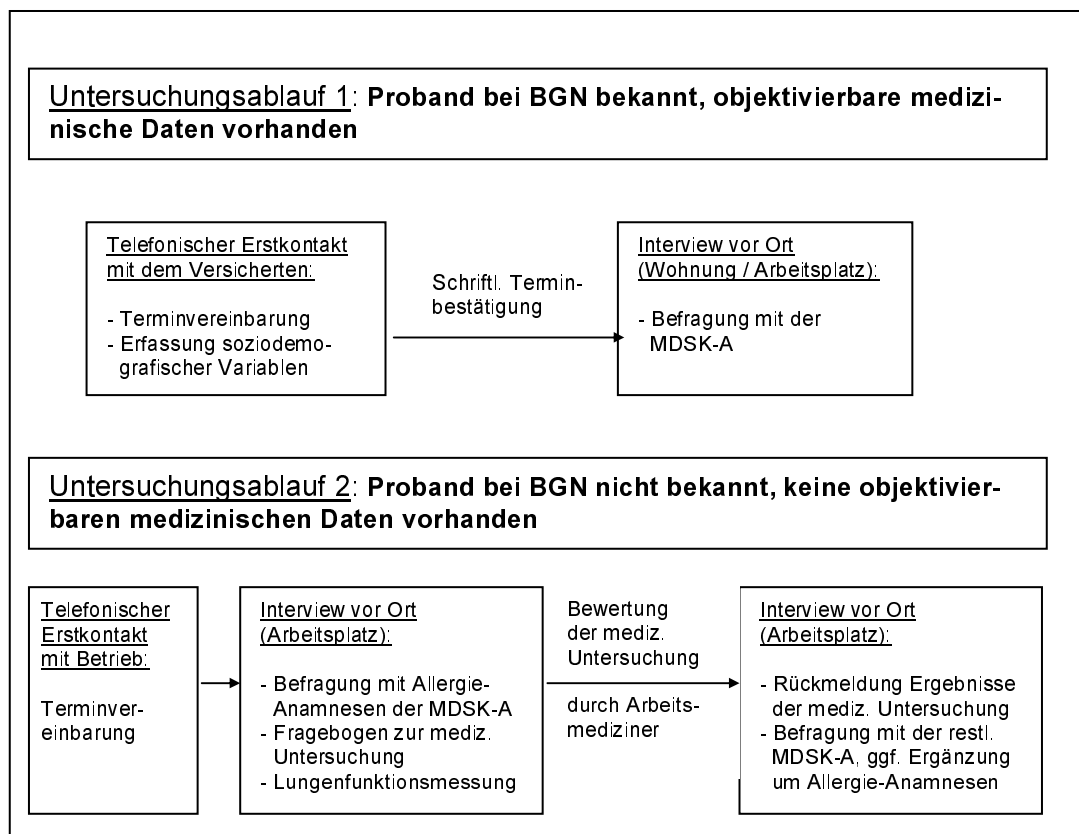 Untersuchungsablauf 1: Proband bei BGN bekannt, objektivierbare medizi-
nische Daten vorhanden
Telefonischer Erstkontakt
mit dem Versicherten:
- Terminvereinbarung
- Erfassung soziodemo-
grafischer Variablen
Schriftl. Termin-
bestätigung
Interview vor Ort
(Wohnung / Arbeitsplatz):
- Befragung mit der
MDSK-A
Untersuchungsablauf 2: Proband bei BGN nicht bekannt, keine objektivier-
baren medizinischen Daten vorhanden
Telefonischer
Erstkontakt
mit Betrieb:
Terminver-
einbarung
Interview vor Ort
(Arbeitsplatz):
- Befragung mit Allergie-
Anamnesen der MDSK-A
- Fragebogen zur mediz.
Untersuchung
- Lungenfunktionsmessung
Bewertung
der mediz.
Untersuchung
durch Arbeits-
mediziner
Interview vor Ort
(Arbeitsplatz):
- Rückmeldung Ergebnisse
der mediz. Untersuchung
- Befragung mit der restl.
MDSK-A, ggf. Ergänzung
um Allergie-Anamnesen